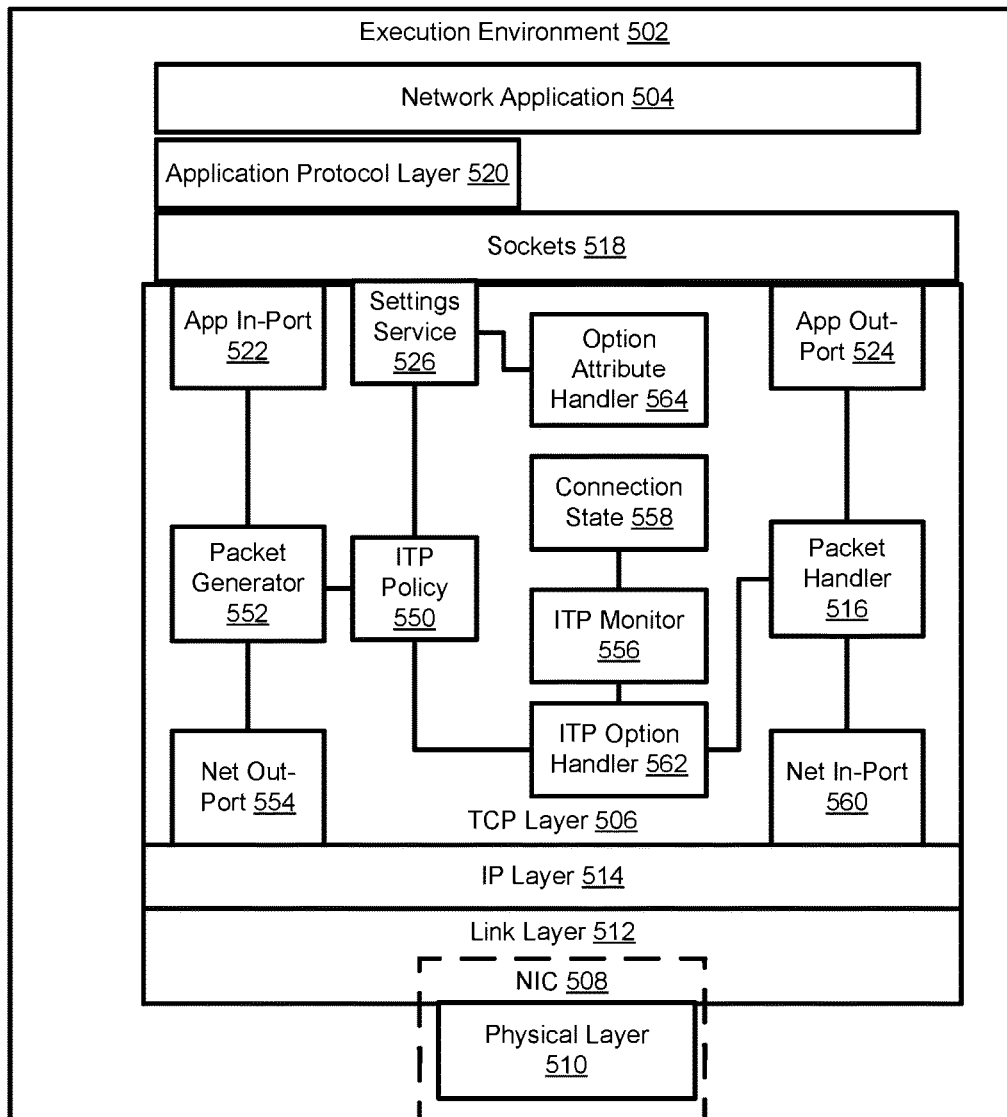 Execution Environment 502
Network Application 504
Application Protocol Layer 520
Sockets 518
App In-Port
522
Settings
Service
526
Option
Attribute
Handler 564
App Out-
Port 524
Connection
State 558
Packet
Generator
552
ITP
Policy
550
ITP Monitor
556
Packet
Handler
516
Net Out-
Port 554
ITP Option
Handler 562
Net In-Port
560
TCP Layer 506
IP Layer 514
Link Layer 512
NIC 508
Physical Layer
510